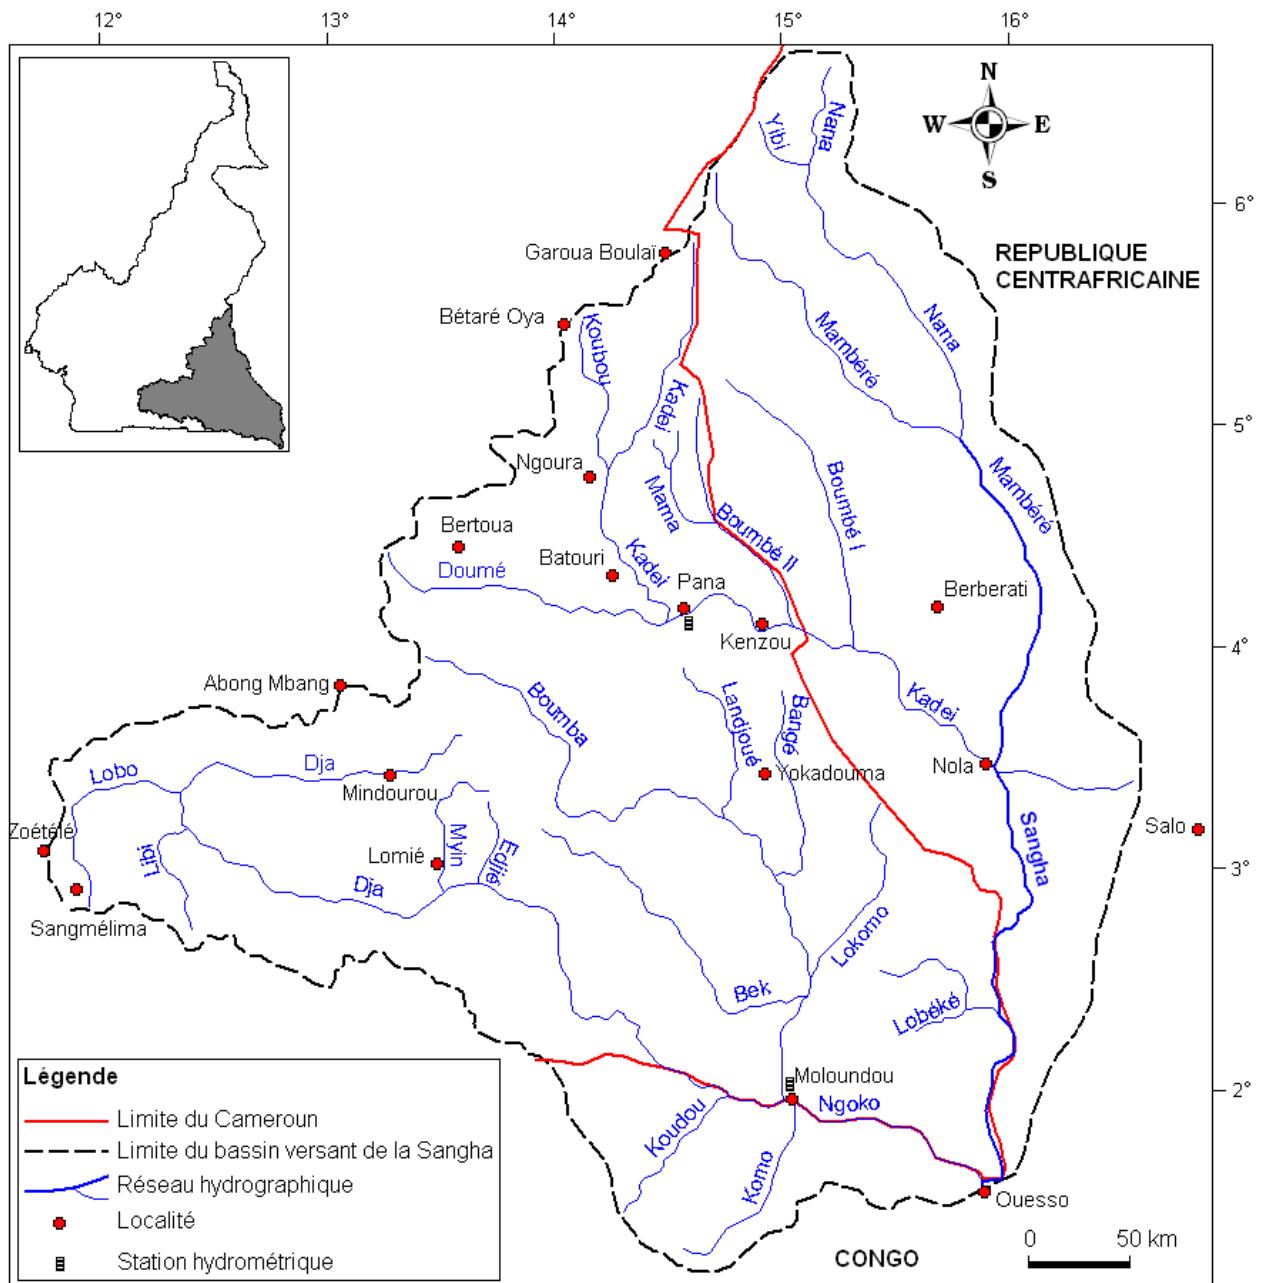 12°
13°
14°
15°
16°
N
W
E
S
Yibi
Nana
6°
REPUBLIQUE
CENTRAFRICAINE
Garoua Boulaï
Bétaré Oya
Koubou
Mambéré
Nana
Kadei
5°
Ngoura
Mama
Boumbé I
Mambéré
Bertoua
Boumbé II
Batouri
Kadei
Doumé
Pana
Berberati
Kenzou
4°
Abong Mbang
Boumba
Landjoué
Bangé
Kadei
Lobo
Dja
Mindourou
Yokadouma
Nola
Zoétélé
Libi
Lomié
Myin
Edjié
Sangha
Salo
3°
Dja
Sangmélima
Lokomo
Bek
Lobéké
Moloundou
2°
Ngoko
Koudou
Komo
Ouesso
CONGO
0 50 km
Légende
Limite du Cameroun
Limite du bassin versant de la Sangha
Réseau hydrographique
Localité
Station hydrométrique